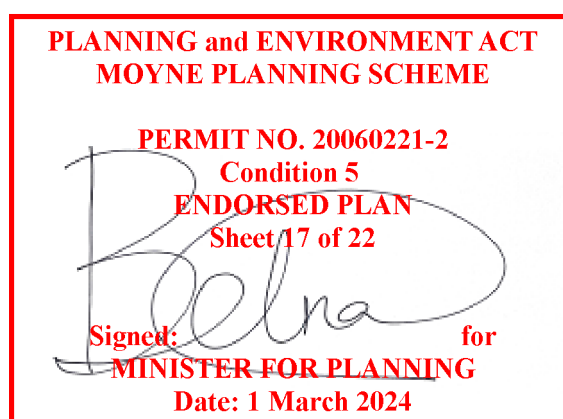 PLANNING and ENVIRONMENT ACT
MOYNE PLANNING SCHEME
PERMIT NO. 20060221-2
Condition 5
ENDORSED PLAN
Sheet 17 of 22
Signed: for
MINISTER FOR PLANNING
Date: 1 March 2024